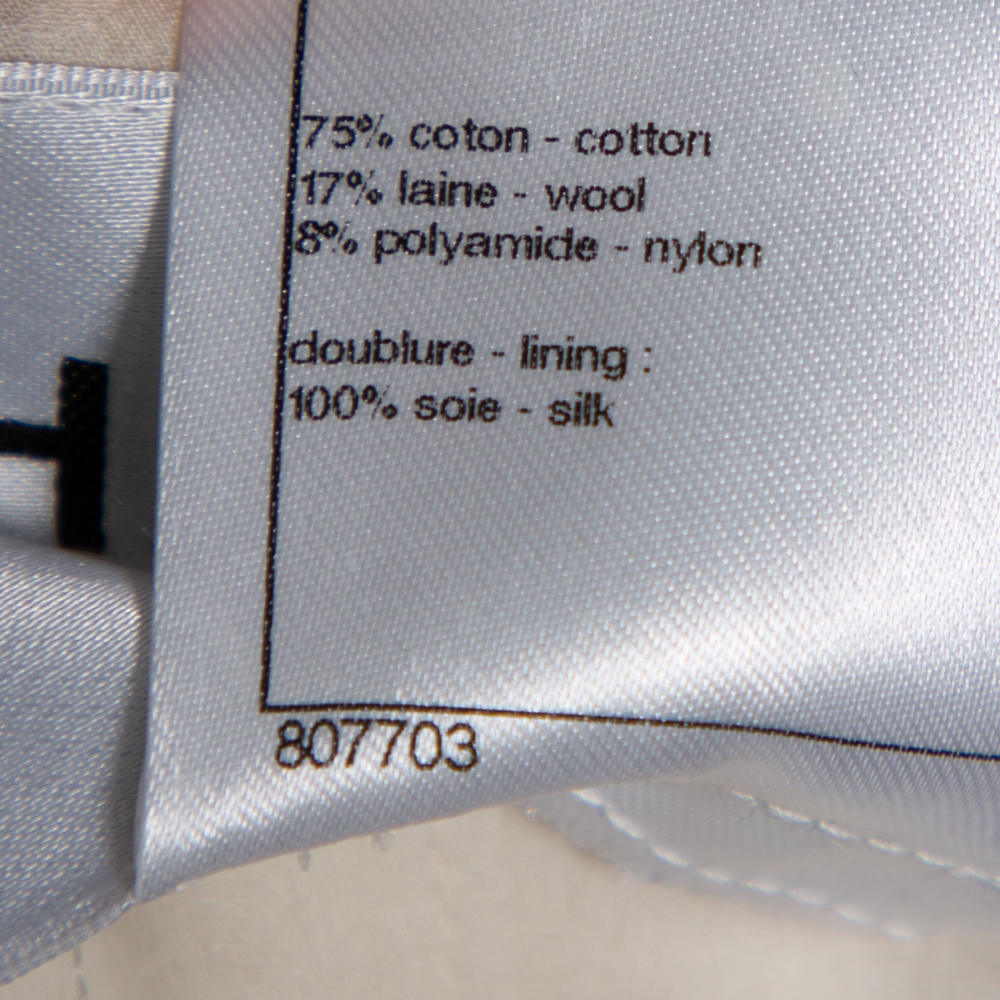 75% coton - cotton
17% laine - wool
8% polyamide - nylon
doublure - lining :
100% soie - silk
807703